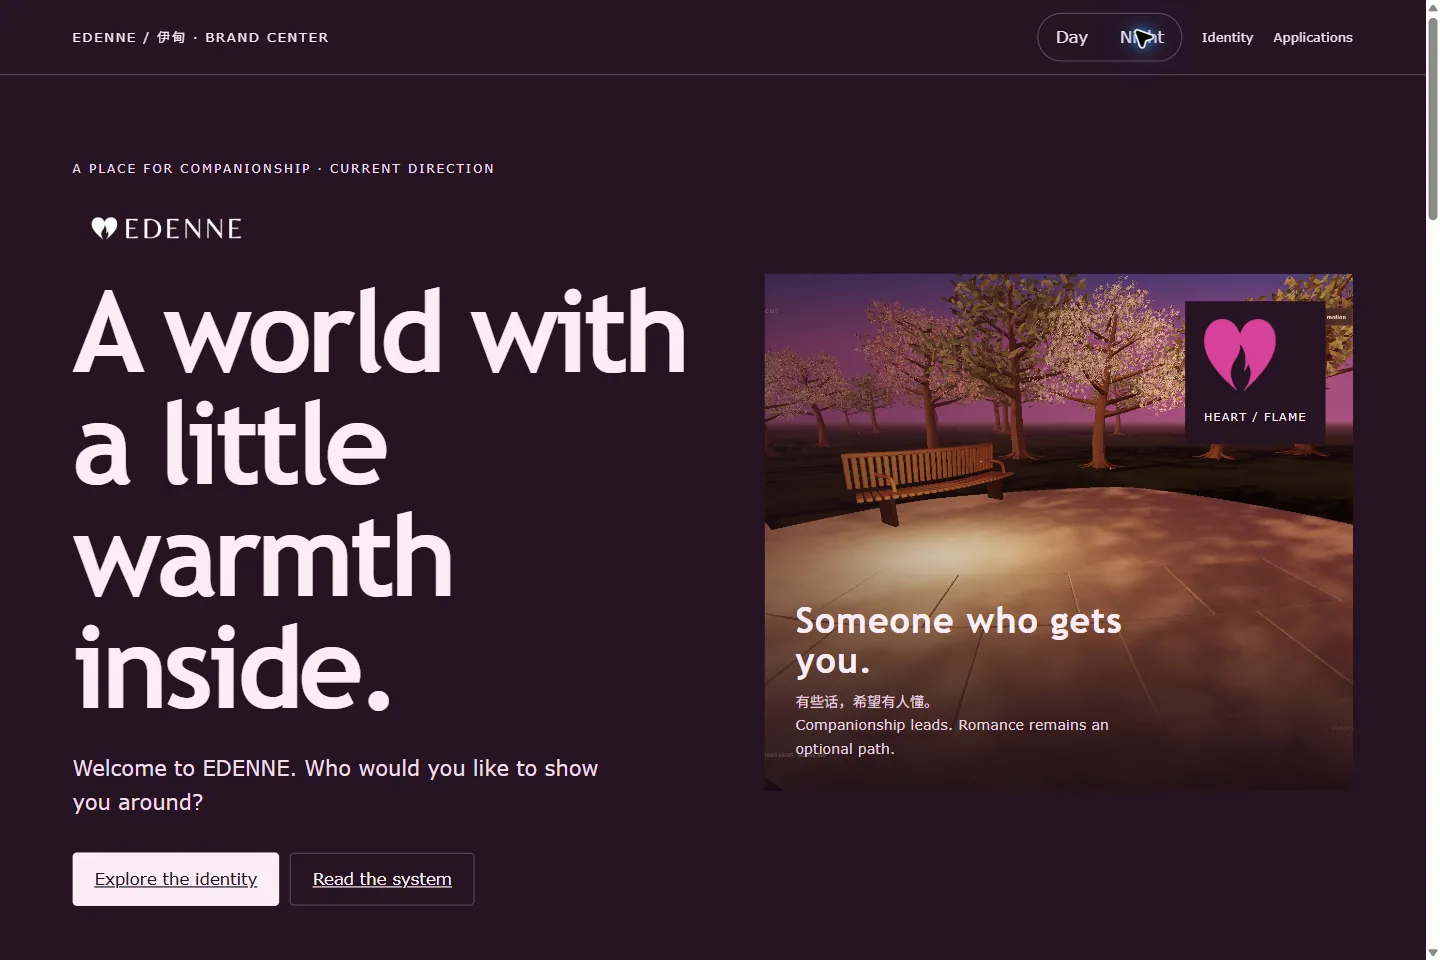 EDENNE / 伊甸 · BRAND CENTER
Day
Identity
Applications
A PLACE FOR COMPANIONSHIP · CURRENT DIRECTION
EDENNE
A world with
a little
warmth
inside.
Welcome to EDENNE. Who would you like to show
you around?
Explore the identity
Read the system
motion
HEART / FLAME
Someone who gets
you.
有些话，希望有人懂。
Companionship leads. Romance remains an
optional path.